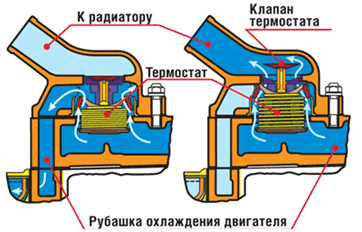 К радиатору
Клапан
термостата
Термостат
Рубашка охлаждения двигателя